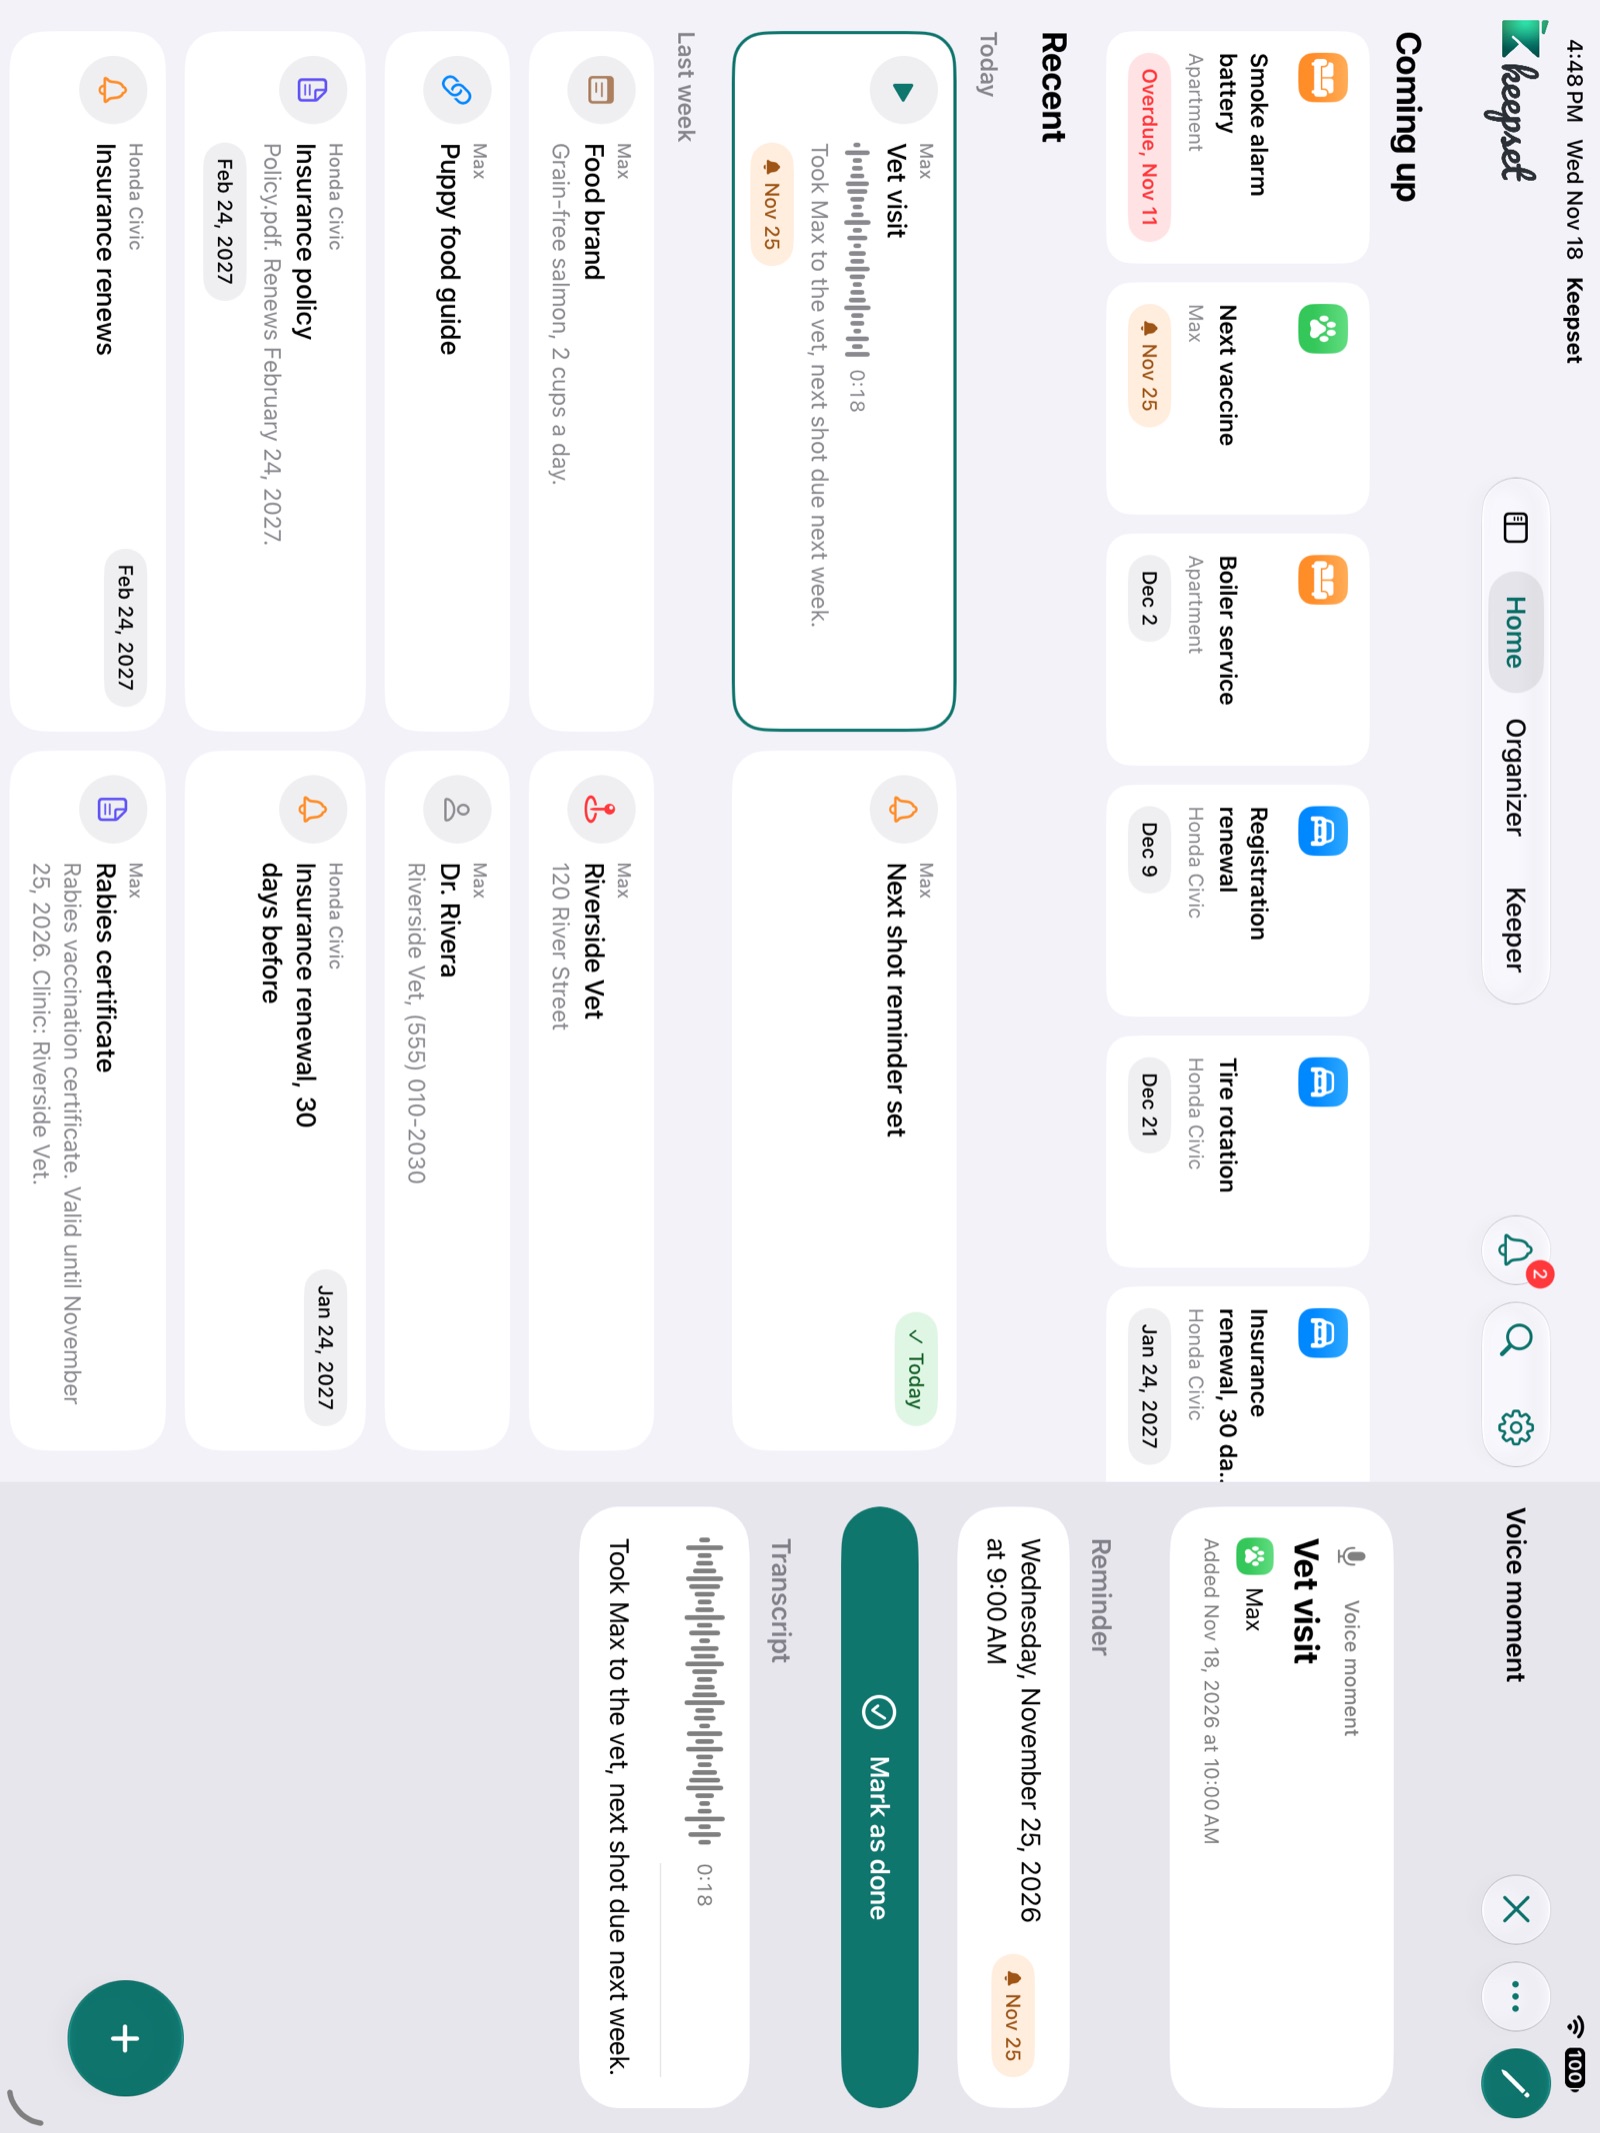 4:48 PM Wed Nov 18 Keepset
100
keepset
Home
Organizer
Keeper
2
Voice moment
Coming up
Smoke alarm
battery
Apartment
Overdue, Nov 11
Next vaccine
Max
Nov 25
Boiler service
Apartment
Dec 2
Registration
renewal
Honda Civic
Dec 9
Tire rotation
Honda Civic
Dec 21
Insurance
renewal, 30 da..
Honda Civic
Jan 24, 2027
Recent
Today
Max
Vet visit
0:18
Took Max to the vet, next shot due next week.
Nov 25
Max
Next shot reminder set
Today
Last week
Max
Food brand
Grain-free salmon, 2 cups a day.
Max
Riverside Vet
120 River Street
Max
Puppy food guide
Max
Dr. Rivera
Riverside Vet, (555) 010-2030
Honda Civic
Insurance policy
Policy.pdf. Renews February 24, 2027.
Feb 24, 2027
Honda Civic
Insurance renewal, 30
days before
Jan 24, 2027
Honda Civic
Insurance renews
Feb 24, 2027
Max
Rabies certificate
Rabies vaccination certificate. Valid until November
25, 2026. Clinic: Riverside Vet.
Voice moment
Vet visit
Max
Added Nov 18, 2026 at 10:00 AM
Reminder
Wednesday, November 25, 2026
at 9:00 AM
Nov 25
Mark as done
Transcript
0:18
Took Max to the vet, next shot due next week.